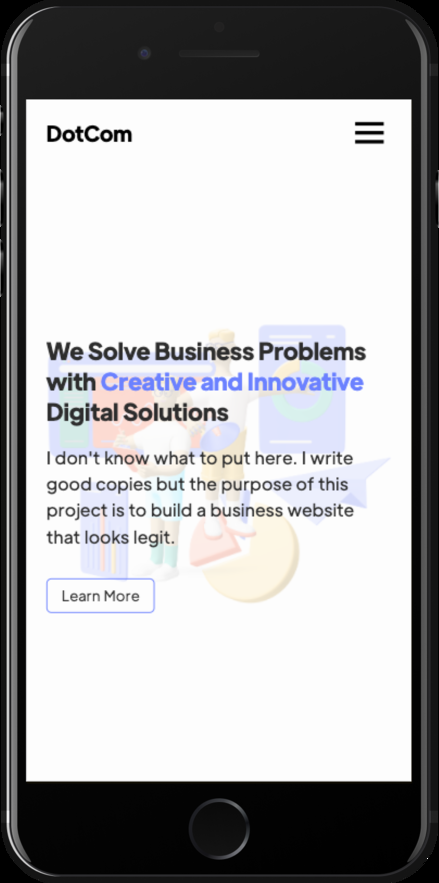 DotCom
We Solve Business Problems
with Creative and Innovative
Digital Solutions
I don't know what to put here. I write
good copies but the purpose of this
project is to build a business website
that looks legit.
Learn More